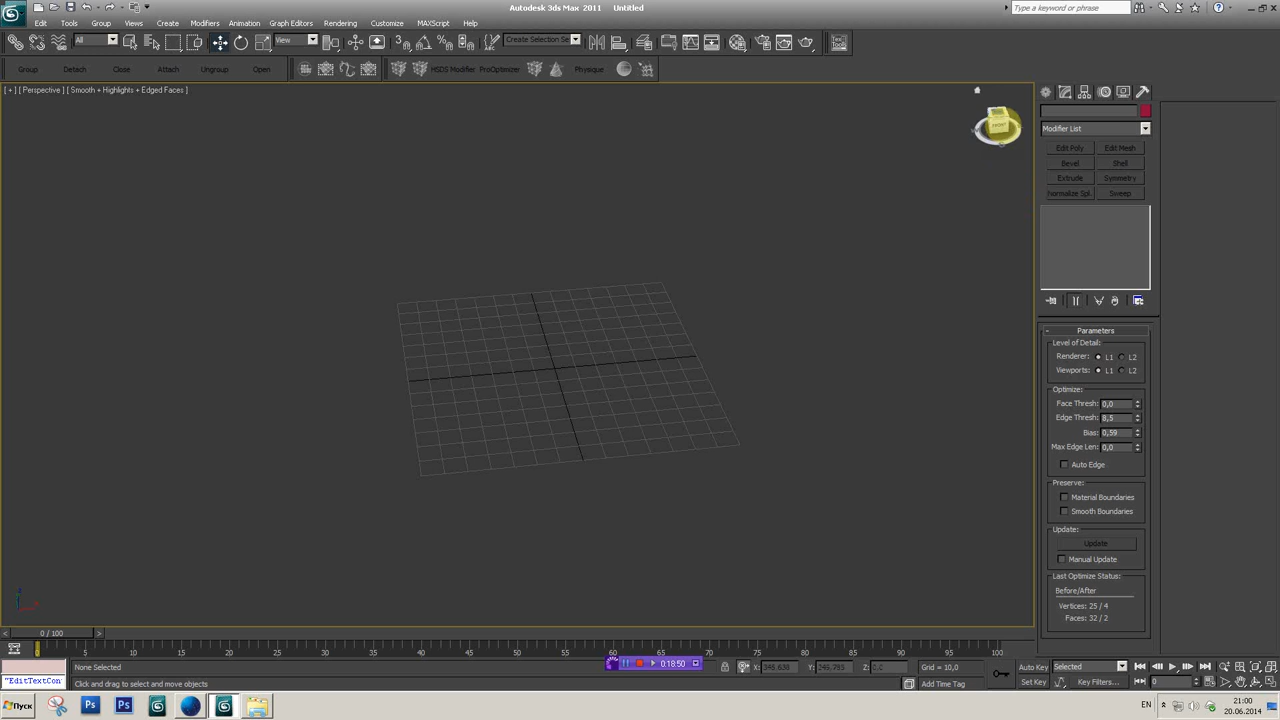 Autodesk 3ds Max 2011 Untitled
Type a keyword or phrase
Edit Tools Group Views Create Modifiers Animation Graph Editors Rendering Customize MAXScript Help
All View Create Selection Se
Group Detach Close Attach Ungroup Open MSDS Modifier ProOptimizer Physique
[ + ] [ Perspective ] [ Smooth + Highlights + Edged Faces ]
FRONT
Modifier List
Edit Poly Edit Mesh
Bevel Shell
Extrude Symmetry
Normalize Spl. Sweep
Parameters
Level of Detail:
Renderer: L1 L2
Viewports: L1 L2
Optimize:
Face Thresh: 0,0
Edge Thresh: 8,5
Bias: 0,59
Max Edge Len: 0,0
Auto Edge
Preserve:
Material Boundaries
Smooth Boundaries
Update:
Update
Manual Update
Last Optimize Status:
Before/After
Vertices: 25 / 4
Faces: 32 / 2
0 / 100
0 5 10 15 20 25 30 35 40 45 50 55 60 65 70 75 80 85 90 95 100
None Selected 0:18:50 X: Y: Z: Grid = 10,0 Auto Key Selected
"EditTextCon Click and drag to select and move objects Add Time Tag Set Key Key Filters... 0
Пуск EN 21:00
20.06.2014